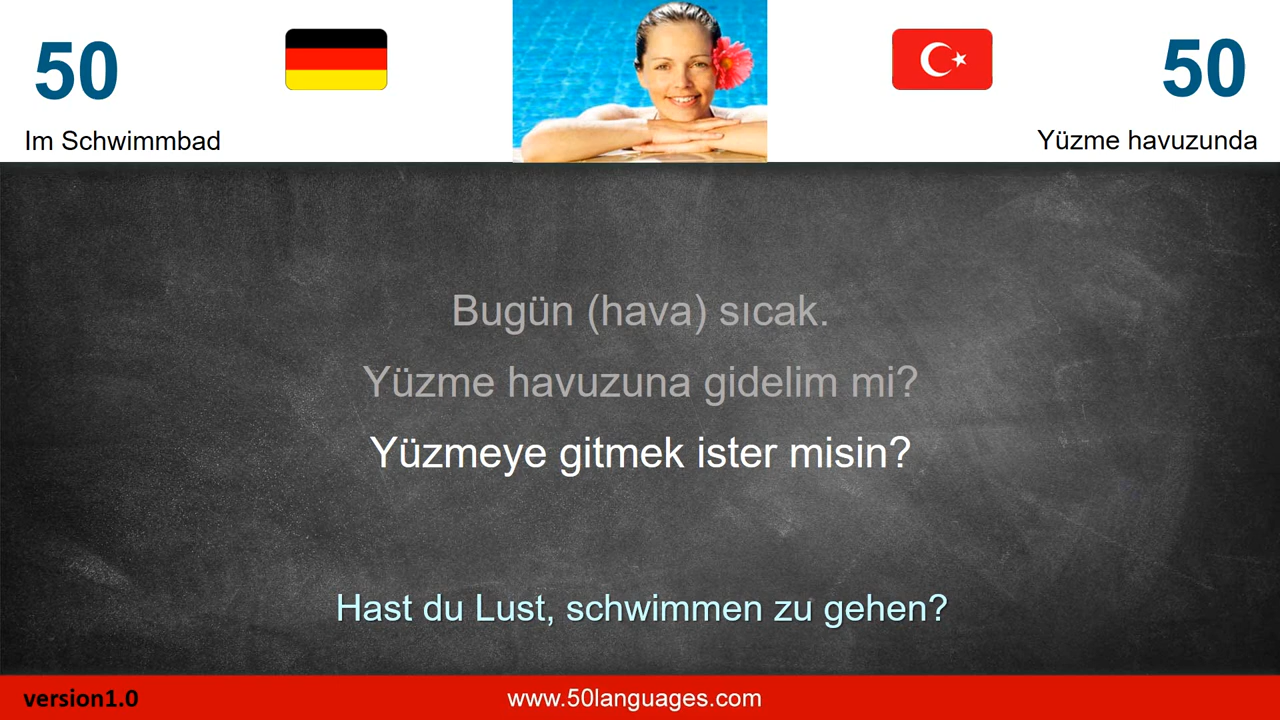 50
50
Im Schwimmbad
Yüzme havuzunda
Bugün (hava) sıcak.
Yüzme havuzuna gidelim mi?
Yüzmeye gitmek ister misin?
Hast du Lust, schwimmen zu gehen?
version1.0
www.50languages.com